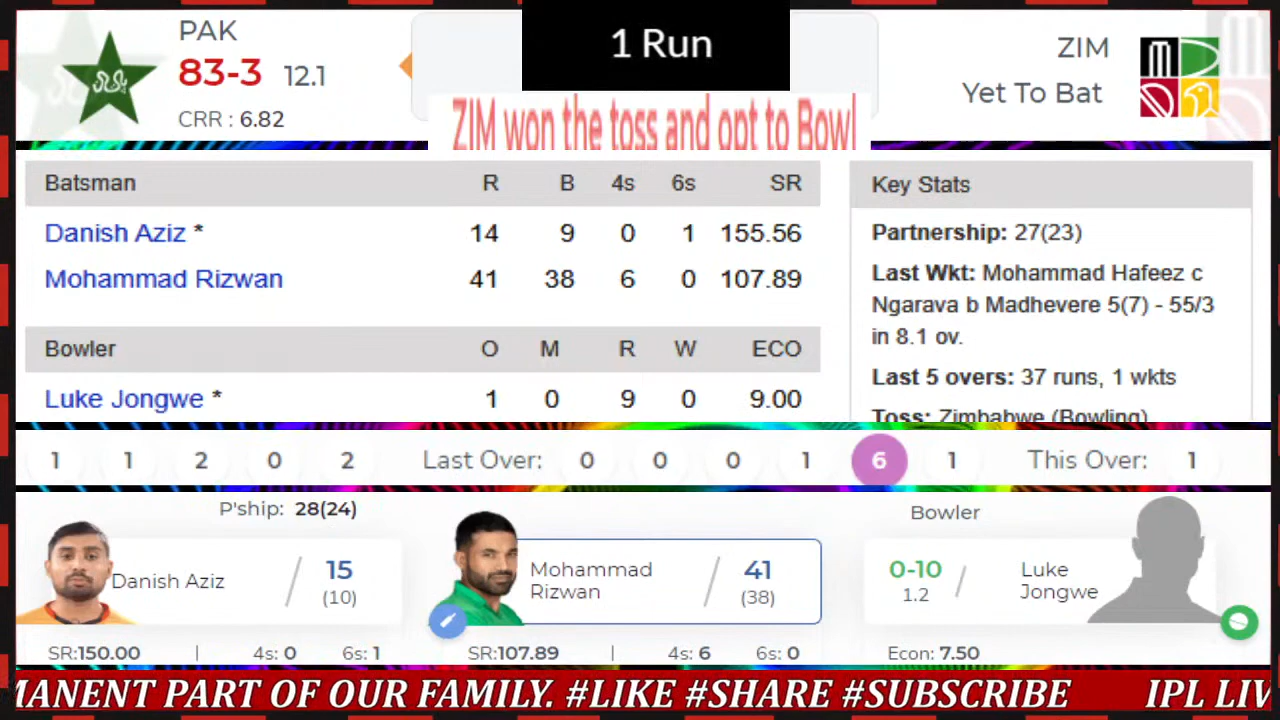 PAK
83-3 12.1
CRR : 6.82
1 Run
ZIM won the toss and opt to Bowl
ZIM
Yet To Bat
Batsman R B 4s 6s SR
Danish Aziz * 14 9 0 1 155.56
Mohammad Rizwan 41 38 6 0 107.89
Bowler O M R W ECO
Luke Jongwe * 1 0 9 0 9.00
Key Stats
Partnership: 27(23)
Last Wkt: Mohammad Hafeez c
Ngarava b Madhevere 5(7) - 55/3
in 8.1 ov.
Last 5 overs: 37 runs, 1 wkts
Toss: Zimbabwe (Bowling)
1 1 2 0 2 Last Over: 0 0 0 1 6 1 This Over: 1
P'ship: 28(24)
Danish Aziz / 15
(10)
SR:150.00 | 4s: 0 6s: 1
Mohammad
Rizwan / 41
(38)
SR:107.89 | 4s: 6 6s: 0
Bowler
0-10
1.2 / Luke
Jongwe
Econ: 7.50
MANENT PART OF OUR FAMILY. #LIKE #SHARE #SUBSCRIBE IPL LIV